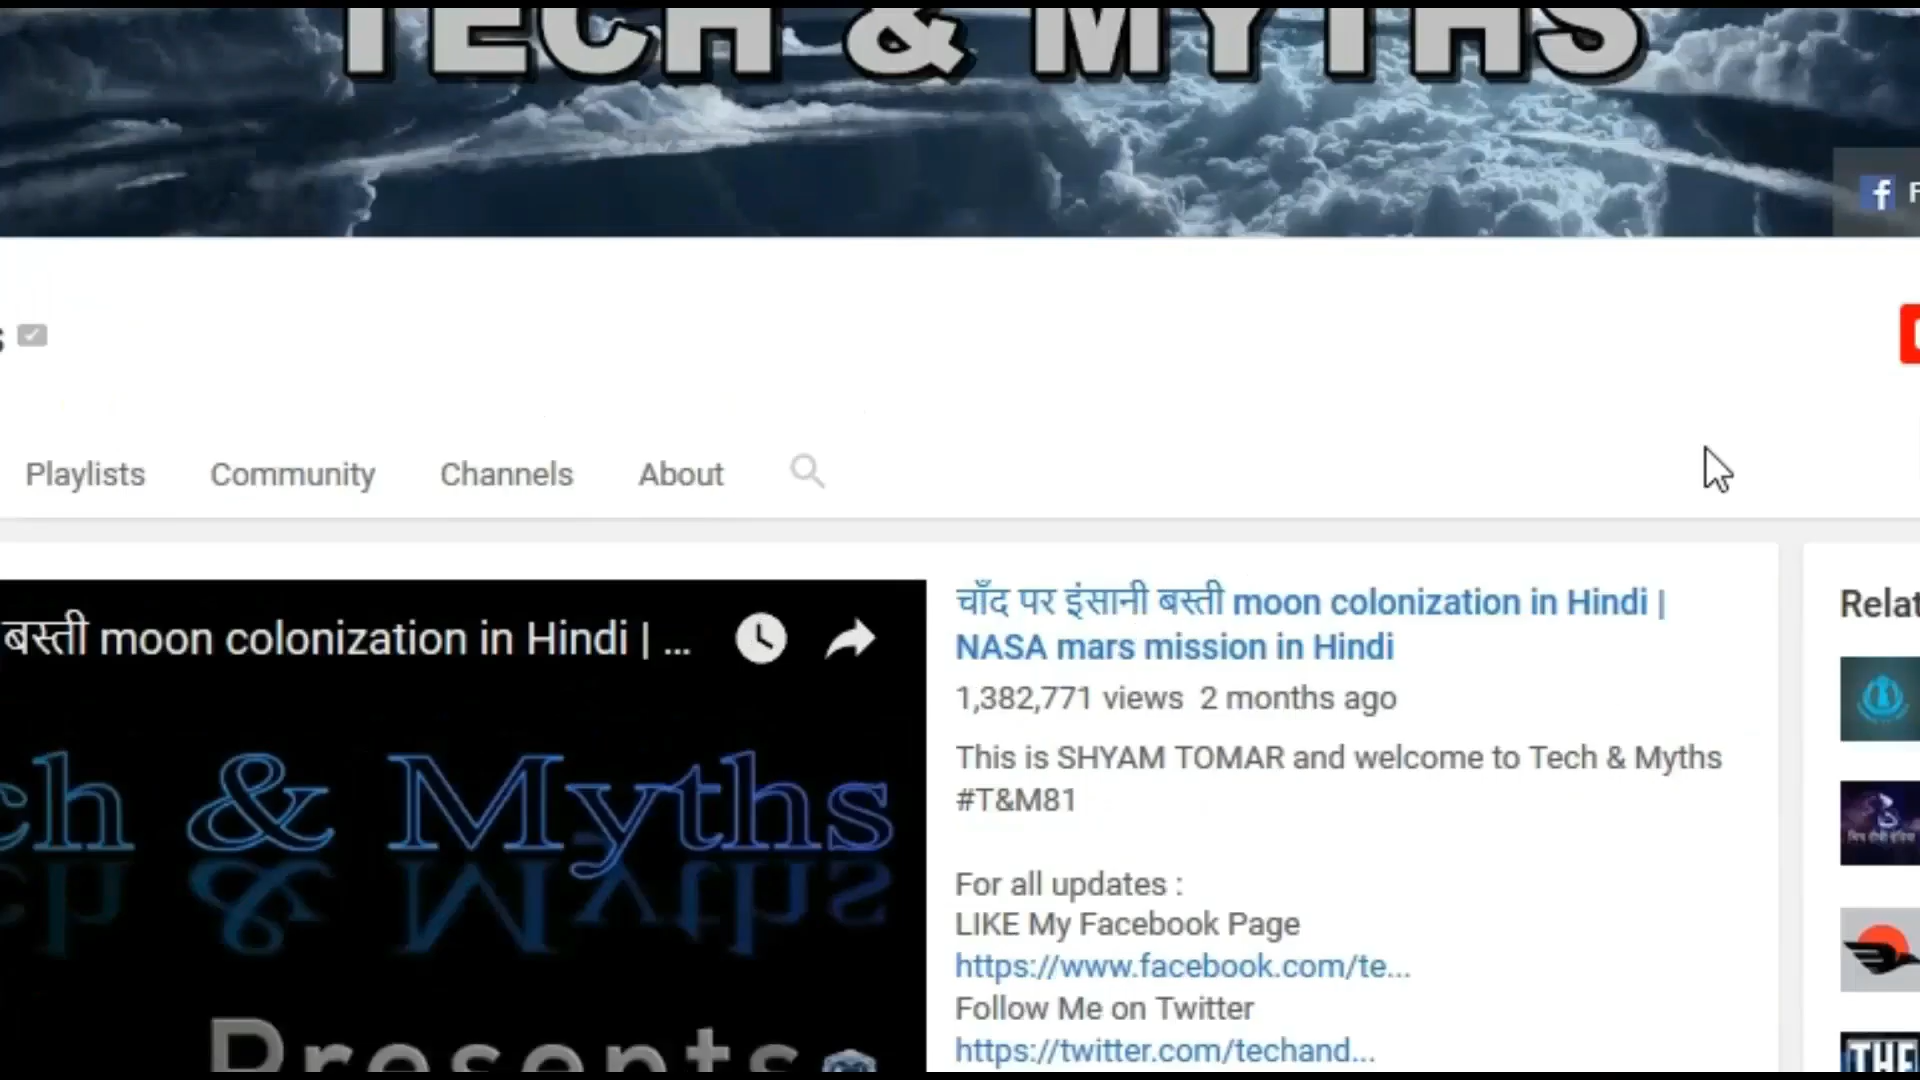 TECH & MYTHS
Playlists Community Channels About
बस्ती moon colonization in Hindi | ...
ch & Myths
Presents
चाँद पर इंसानी बस्ती moon colonization in Hindi |
NASA mars mission in Hindi
1,382,771 views 2 months ago
This is SHYAM TOMAR and welcome to Tech & Myths
#T&M81
For all updates :
LIKE My Facebook Page
https://www.facebook.com/te...
Follow Me on Twitter
https://twitter.com/techand...
Relat
THE